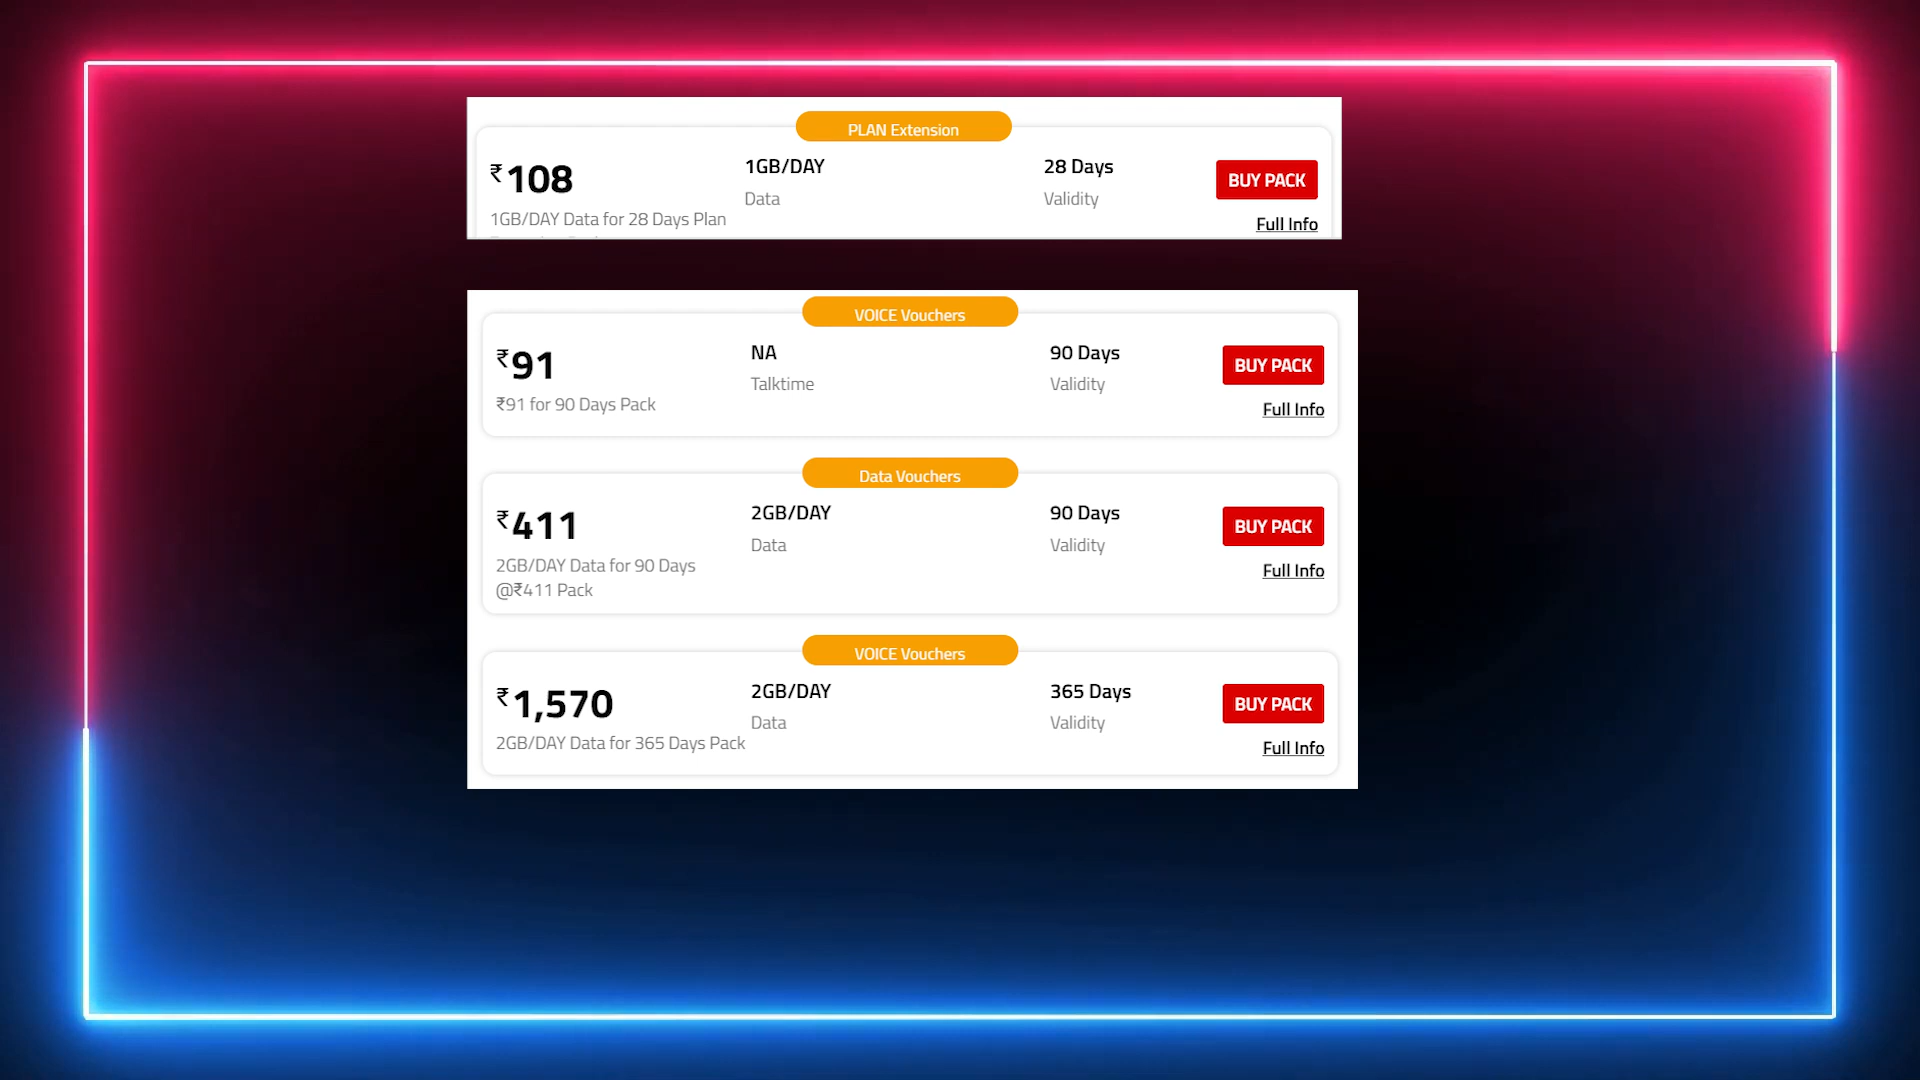 PLAN Extension
₹108 1GB/DAY 28 Days BUY PACK
Data Validity
1GB/DAY Data for 28 Days Plan Full Info
VOICE Vouchers
₹91 NA 90 Days BUY PACK
Talktime Validity
₹91 for 90 Days Pack Full Info
Data Vouchers
₹411 2GB/DAY 90 Days BUY PACK
Data Validity
2GB/DAY Data for 90 Days Full Info
@₹411 Pack
VOICE Vouchers
₹1,570 2GB/DAY 365 Days BUY PACK
Data Validity
2GB/DAY Data for 365 Days Pack Full Info